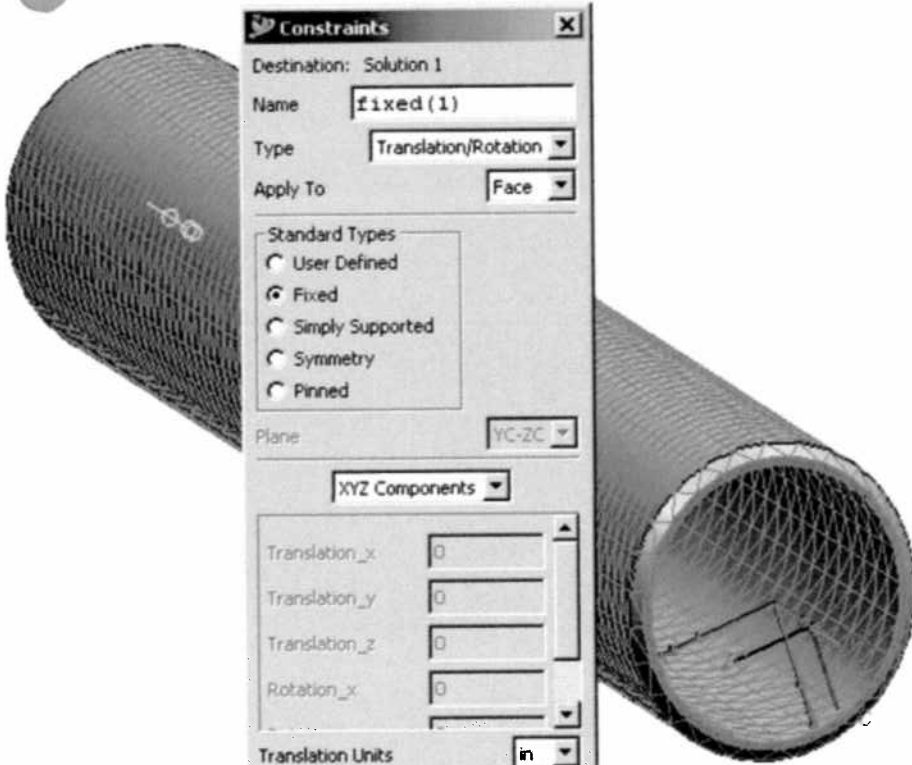 Constraints
Destination: Solution 1
Name fixed(1)
Type Translation/Rotation
Apply To Face
Standard Types
User Defined
Fixed
Simply Supported
Symmetry
Pinned
Plane YC-ZC
XYZ Components
Translation_x 0
Translation_y 0
Translation_z 0
Rotation_x 0
Translation Units in